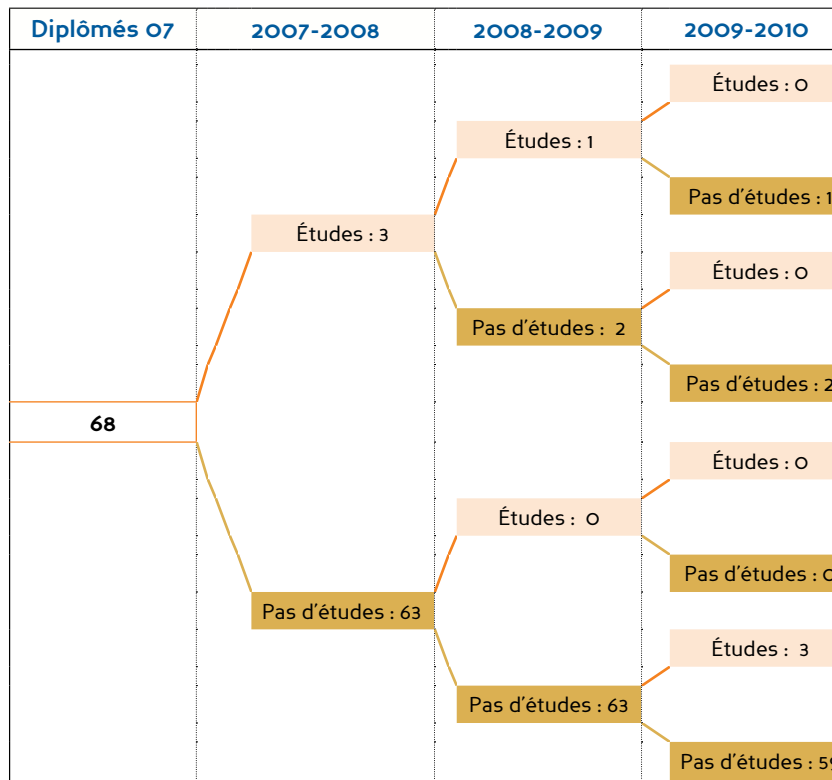 Diplômés 07 2007-2008 2008-2009 2009-2010
Études : 0
Études : 1
Pas d'études : 1
Études : 3
Études : 0
Pas d'études : 2
Pas d'études : 2
68
Études : 0
Études : 0
Pas d'études : 0
Pas d'études : 63
Études : 3
Pas d'études : 63
Pas d'études : 59